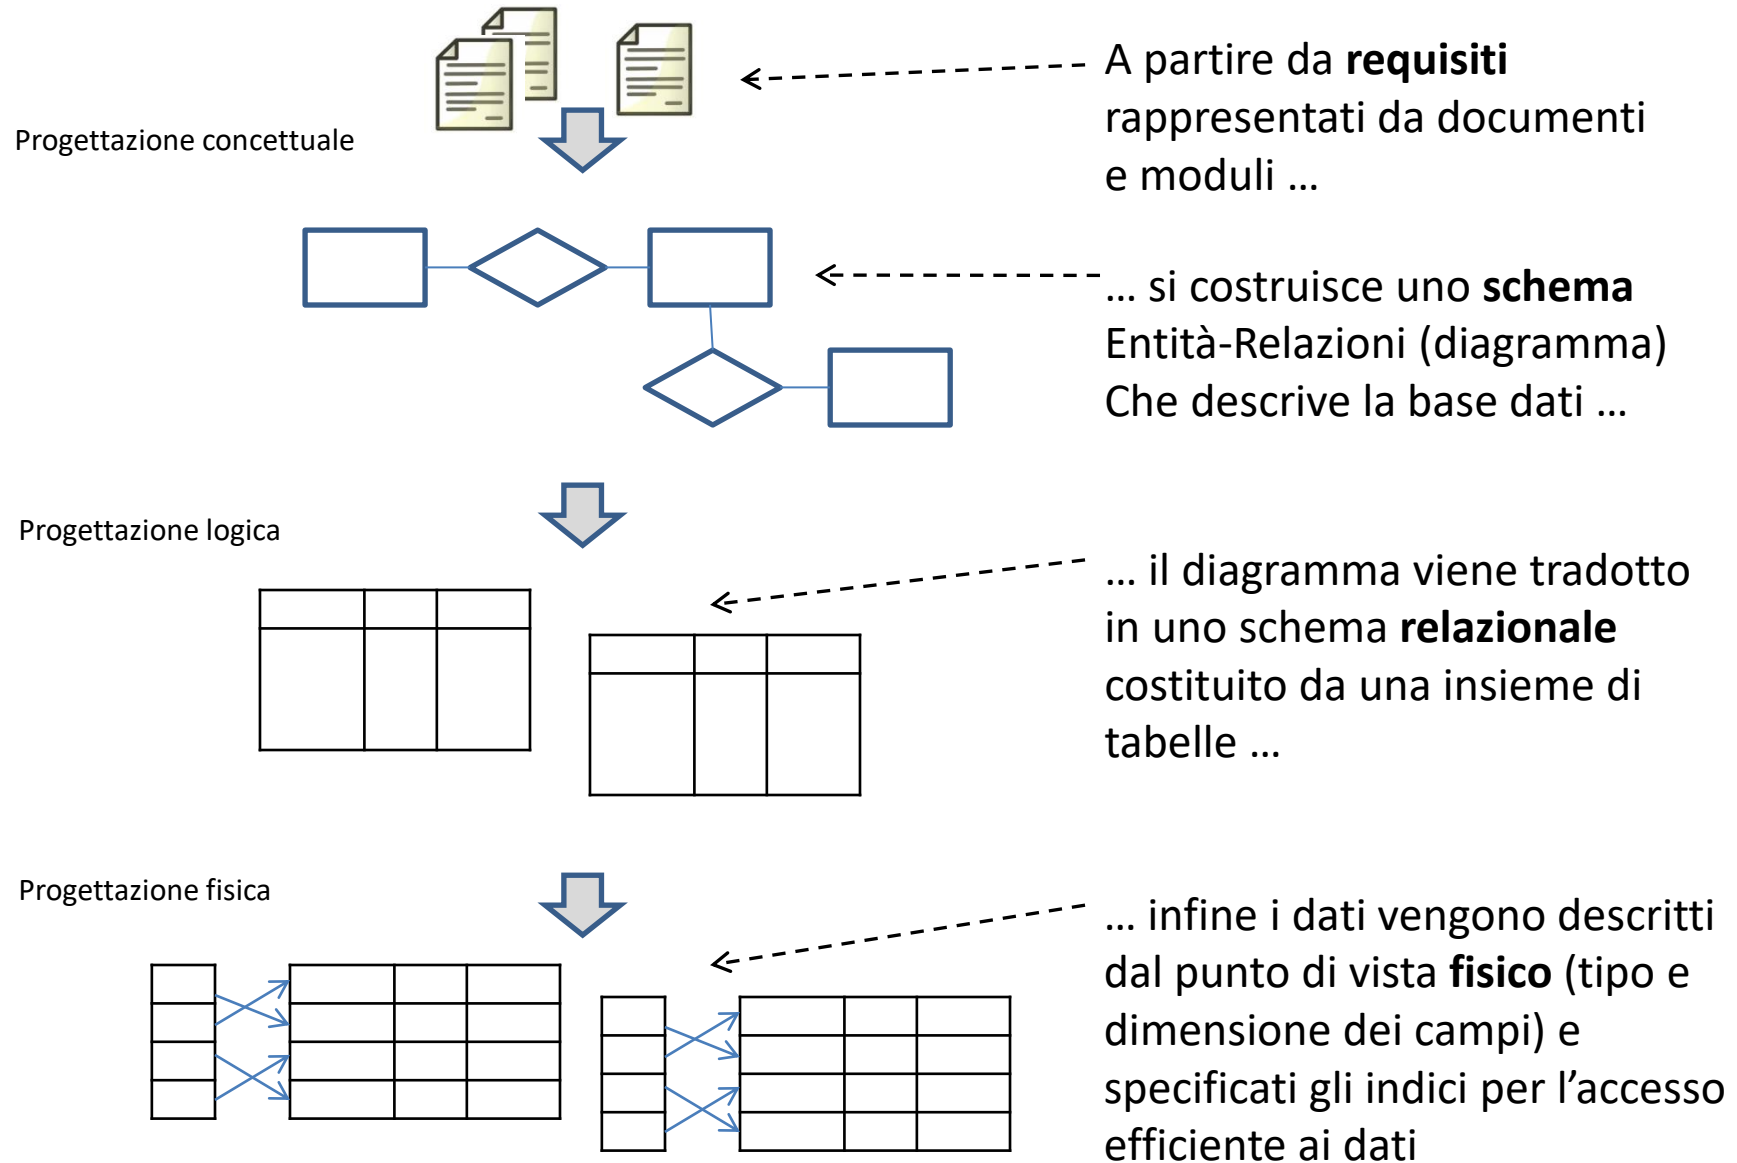 Progettazione concettuale
A partire da requisiti
rappresentati da documenti
e moduli …
… si costruisce uno schema
Entità-Relazioni (diagramma)
Che descrive la base dati …
Progettazione logica
… il diagramma viene tradotto
in uno schema relazionale
costituito da una insieme di
tabelle …
Progettazione fisica
… infine i dati vengono descritti
dal punto di vista fisico (tipo e
dimensione dei campi) e
specificati gli indici per l’accesso
efficiente ai dati